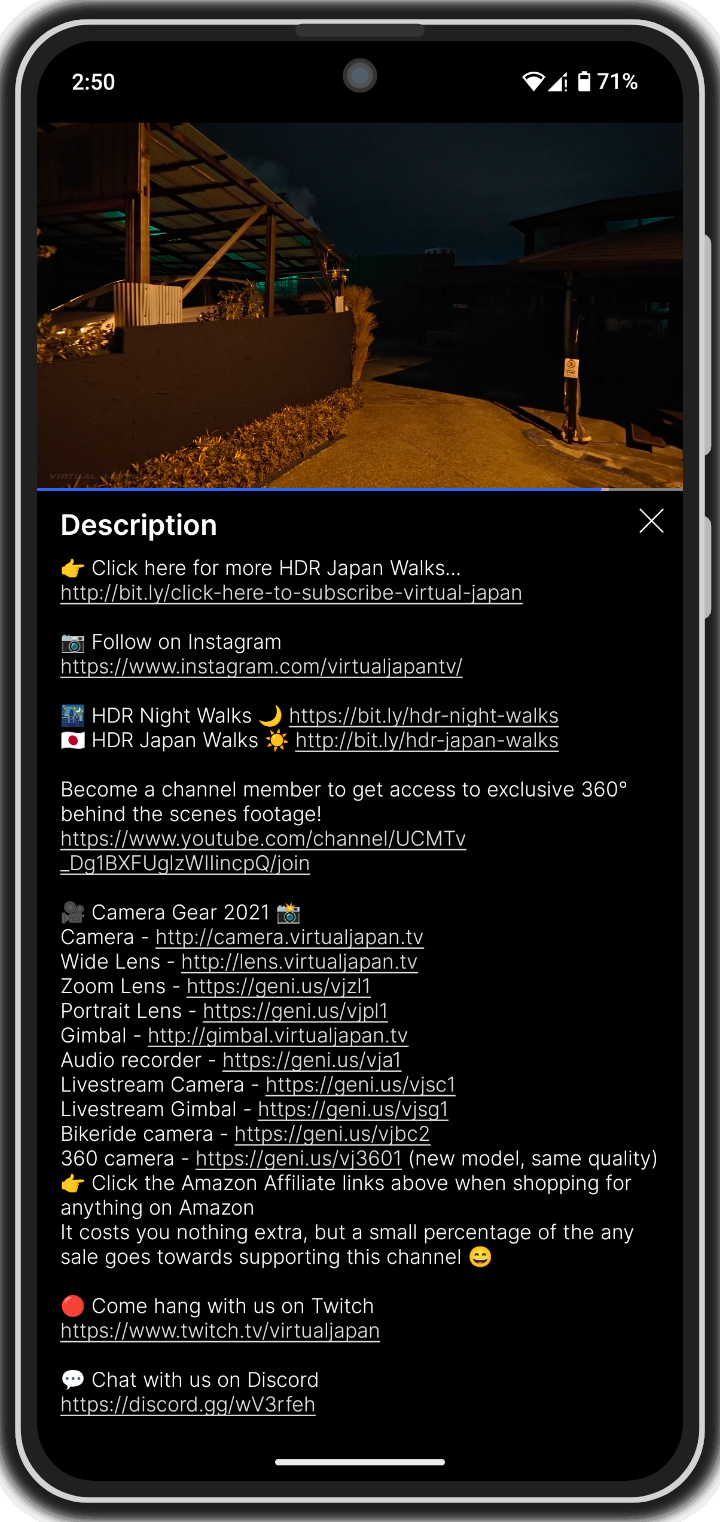 2:50
71%
VIRTUAL
Description
👉 Click here for more HDR Japan Walks...
http://bit.ly/click-here-to-subscribe-virtual-japan
📷 Follow on Instagram
https://www.instagram.com/virtualjapantv/
🌃 HDR Night Walks 🌙 https://bit.ly/hdr-night-walks
🇯🇵 HDR Japan Walks ☀️ http://bit.ly/hdr-japan-walks
Become a channel member to get access to exclusive 360°
behind the scenes footage!
https://www.youtube.com/channel/UCMTv
_Dg1BXFUglzWIlincpQ/join
🎥 Camera Gear 2021 📸
Camera - http://camera.virtualjapan.tv
Wide Lens - http://lens.virtualjapan.tv
Zoom Lens - https://geni.us/vjzl1
Portrait Lens - https://geni.us/vjpl1
Gimbal - http://gimbal.virtualjapan.tv
Audio recorder - https://geni.us/vja1
Livestream Camera - https://geni.us/vjsc1
Livestream Gimbal - https://geni.us/vjsg1
Bikeride camera - https://geni.us/vjbc2
360 camera - https://geni.us/vj3601 (new model, same quality)
👉 Click the Amazon Affiliate links above when shopping for
anything on Amazon
It costs you nothing extra, but a small percentage of the any
sale goes towards supporting this channel 😄
🔴 Come hang with us on Twitch
https://www.twitch.tv/virtualjapan
💬 Chat with us on Discord
https://discord.gg/wV3rfeh